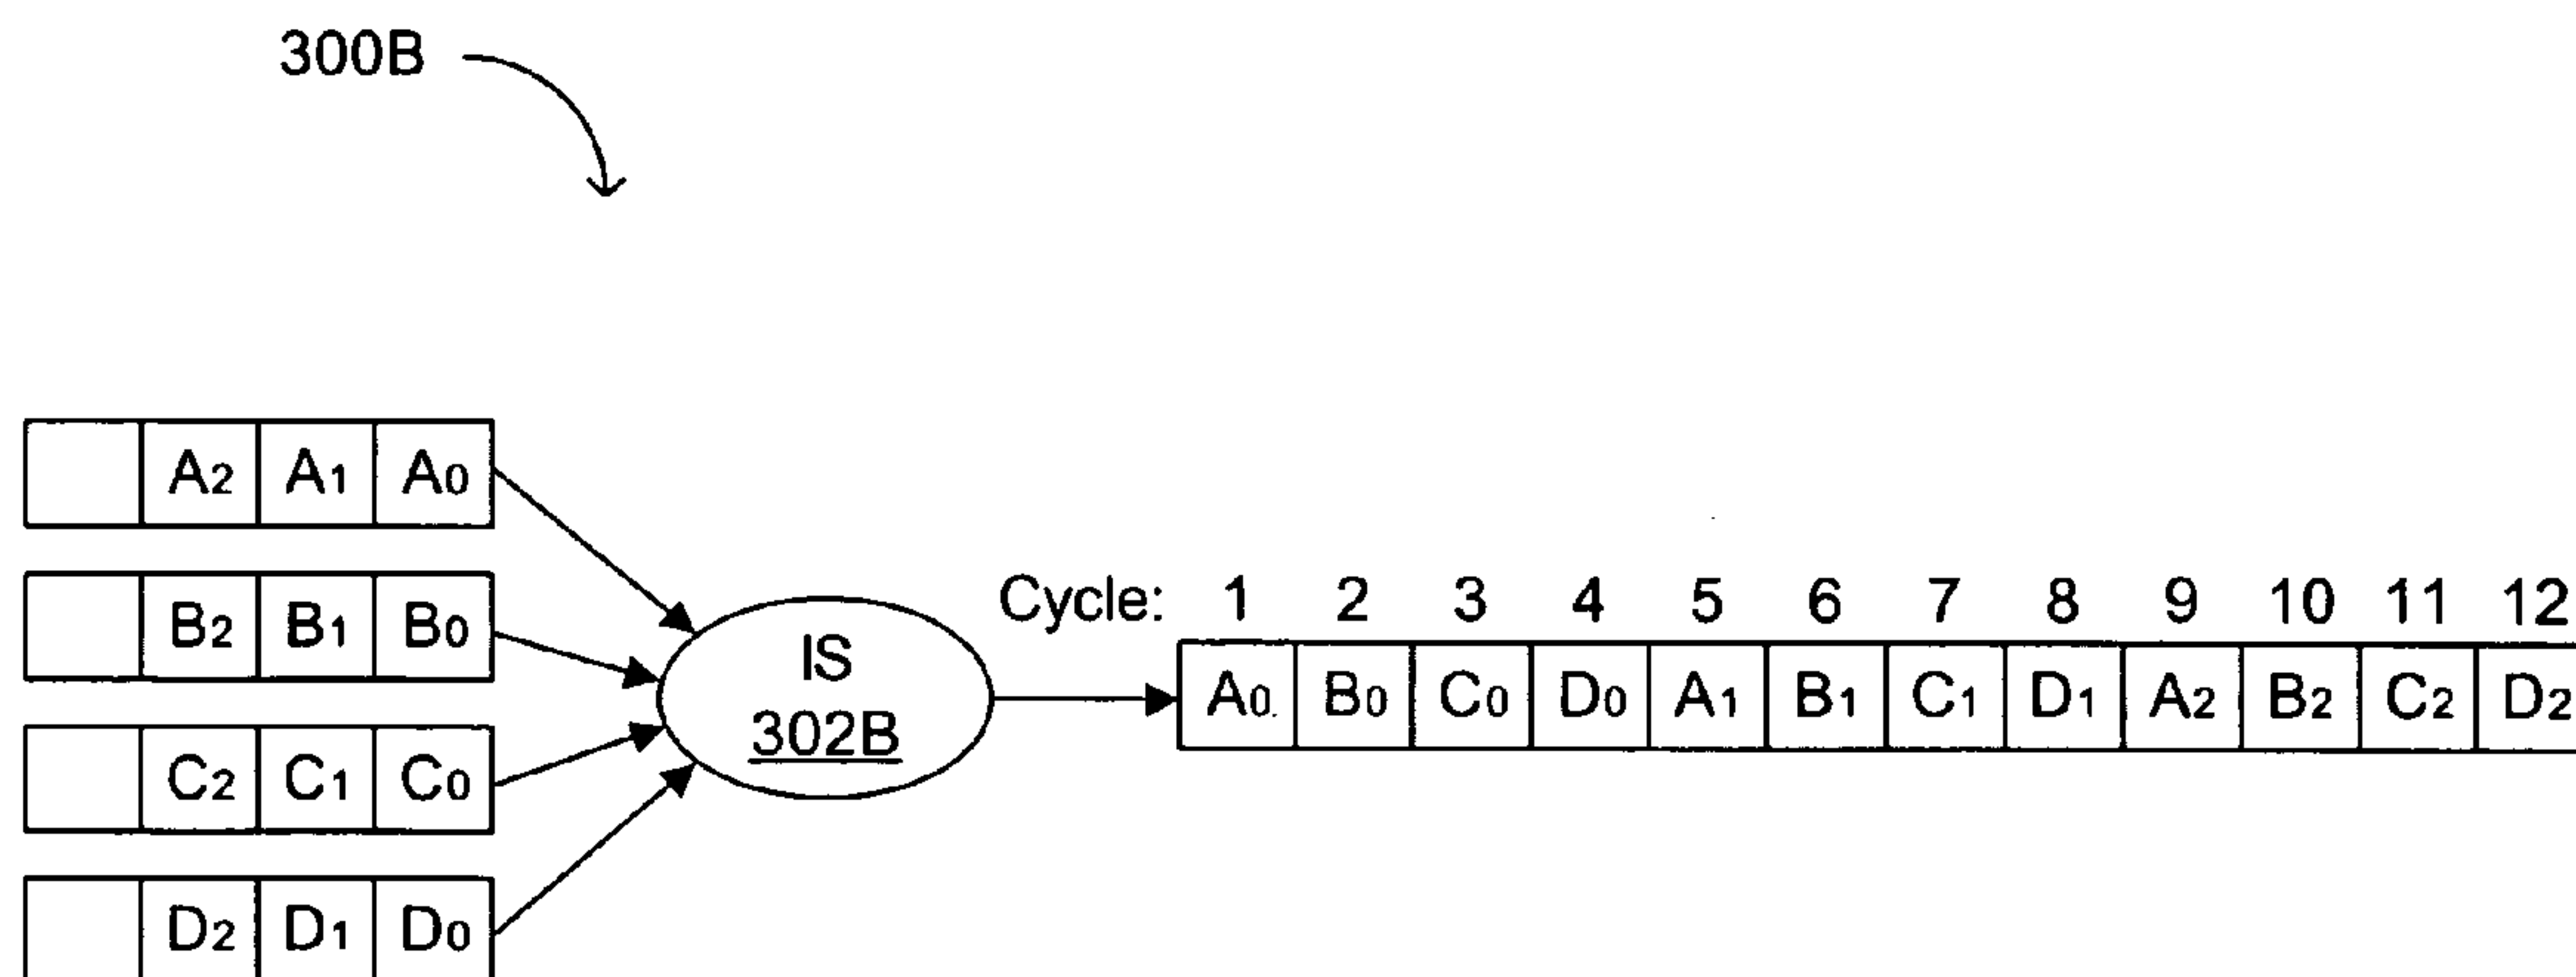 300B
A2 A1 A0
B2 B1 B0
C2 C1 C0
D2 D1 D0
IS
302B
Cycle: 1 2 3 4 5 6 7 8 9 10 11 12
A0 B0 C0 D0 A1 B1 C1 D1 A2 B2 C2 D2